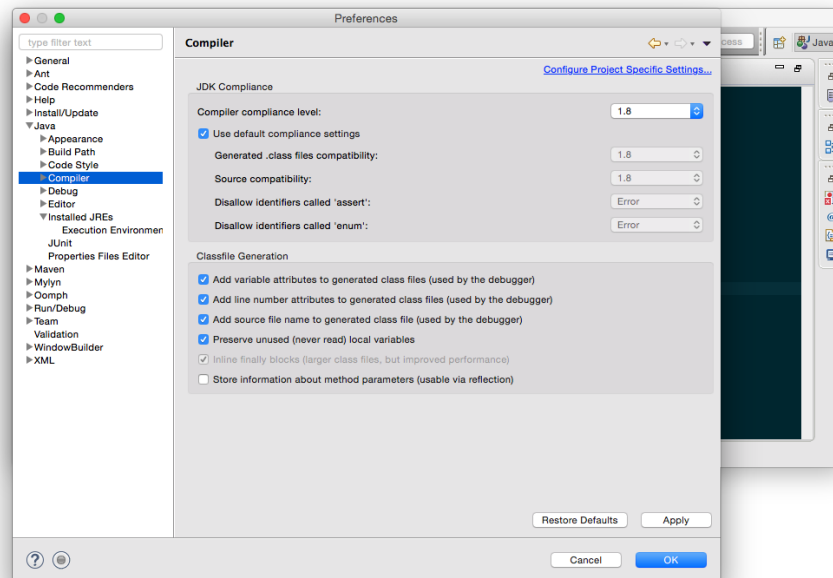 Preferences
type filter text
General
Ant
Code Recommenders
Help
Install/Update
Java
Appearance
Build Path
Code Style
Compiler
Debug
Editor
Installed JREs
Execution Environmen
JUnit
Properties Files Editor
Maven
Mylyn
Oomph
Run/Debug
Team
Validation
WindowBuilder
XML
Compiler
Configure Project Specific Settings...
JDK Compliance
Compiler compliance level: 1.8
Use default compliance settings
Generated .class files compatibility: 1.8
Source compatibility: 1.8
Disallow identifiers called 'assert': Error
Disallow identifiers called 'enum': Error
Classfile Generation
Add variable attributes to generated class files (used by the debugger)
Add line number attributes to generated class files (used by the debugger)
Add source file name to generated class file (used by the debugger)
Preserve unused (never read) local variables
Inline finally blocks (larger class files, but improved performance)
Store information about method parameters (usable via reflection)
Restore Defaults Apply
? Cancel OK
cess Java